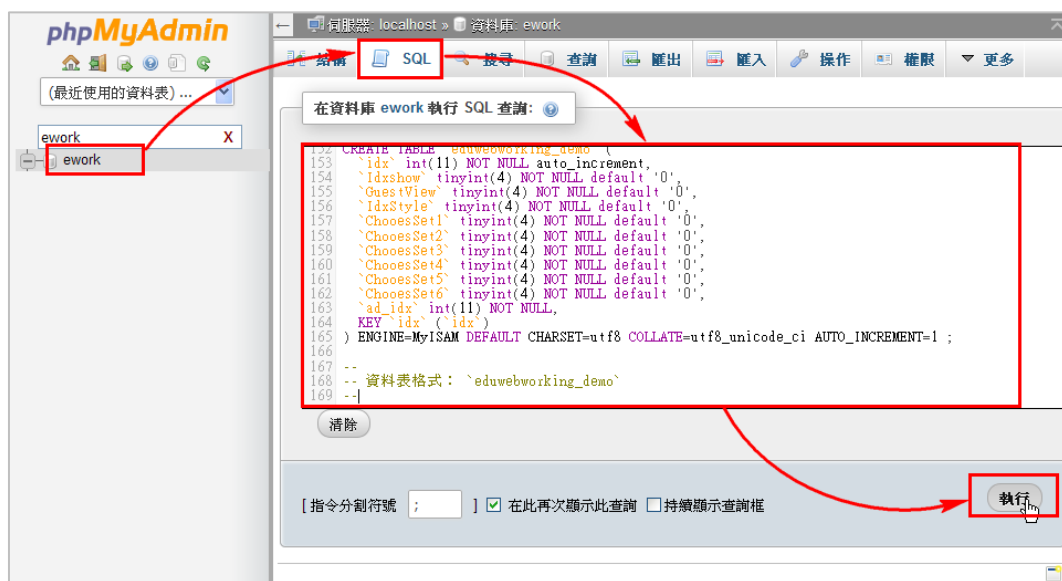 phpMyAdmin
(最近使用的資料表) ...
ework X
ework
← 伺服器: localhost » 資料庫: ework
結構 SQL 搜尋 查詢 匯出 匯入 操作 權限 更多
在資料庫 ework 執行 SQL 查詢:
152 CREATE TABLE `eduwebworking_demo` (
153 `idx` int(11) NOT NULL auto_increment,
154 `Idxshow` tinyint(4) NOT NULL default '0',
155 `GuestView` tinyint(4) NOT NULL default '0',
156 `IdxStyle` tinyint(4) NOT NULL default '0',
157 `ChooesSet1` tinyint(4) NOT NULL default '0',
158 `ChooesSet2` tinyint(4) NOT NULL default '0',
159 `ChooesSet3` tinyint(4) NOT NULL default '0',
160 `ChooesSet4` tinyint(4) NOT NULL default '0',
161 `ChooesSet5` tinyint(4) NOT NULL default '0',
162 `ChooesSet6` tinyint(4) NOT NULL default '0',
163 `ad_idx` int(11) NOT NULL,
164 KEY `idx` (`idx`)
165 ) ENGINE=MyISAM DEFAULT CHARSET=utf8 COLLATE=utf8_unicode_ci AUTO_INCREMENT=1 ;
166
167 --
168 -- 資料表格式： `eduwebworking_demo`
169 --
清除
[ 指令分割符號 ; ] 在此再次顯示此查詢 持續顯示查詢框
執行